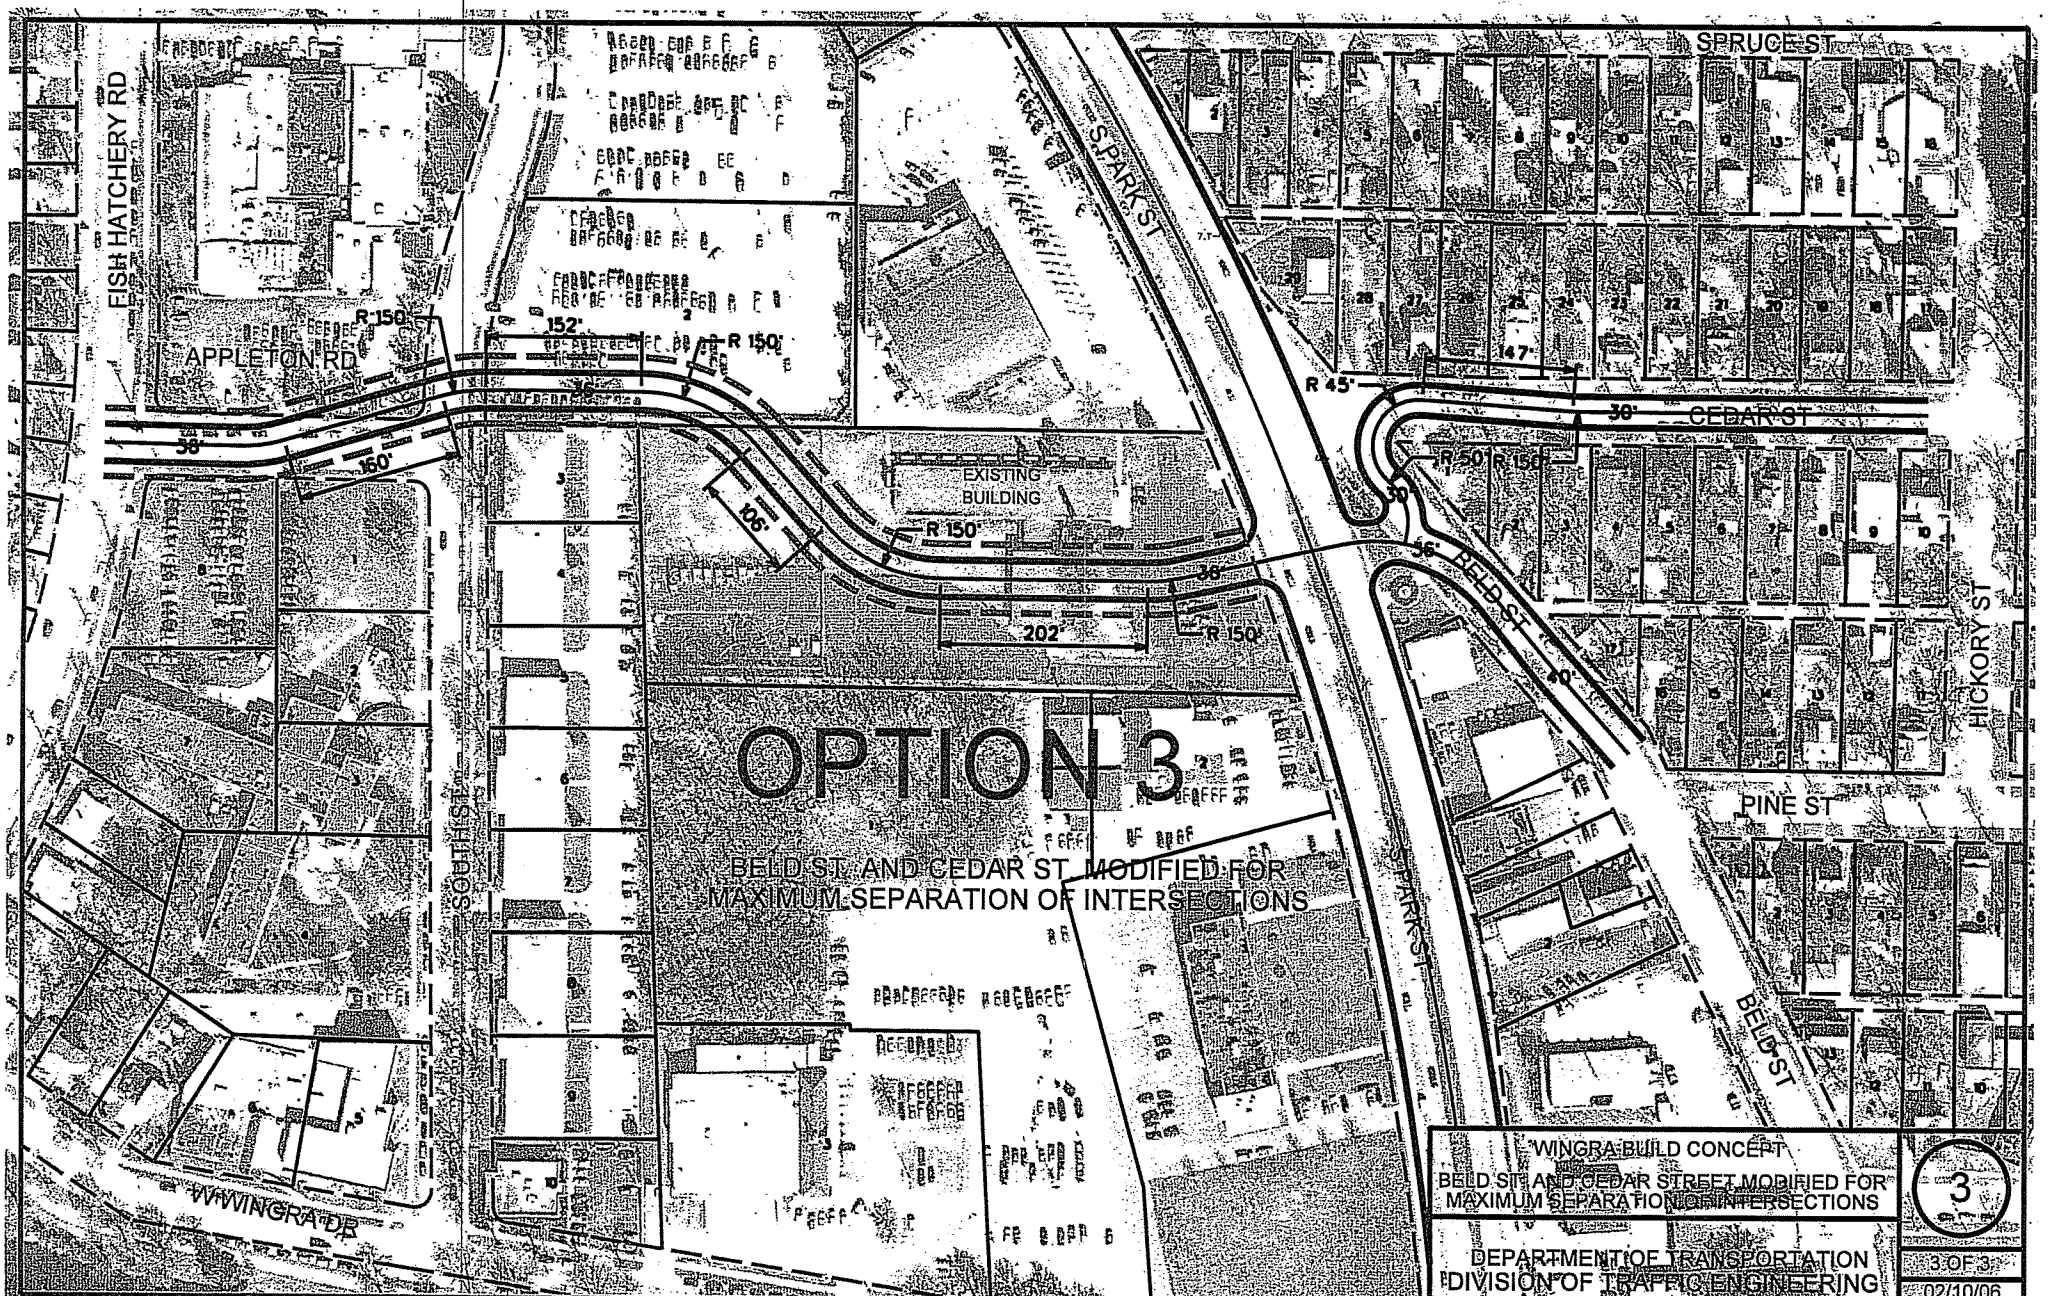 SPRUCE ST
FISH HATCHERY RD
S. PARK ST
R 150'
152'
R 150'
APPLETON RD
147'
R 45'
36'
30'
CEDAR ST
36'
160'
R 50'
R 150'
30'
EXISTING
BUILDING
106'
R 150'
36'
36'
BELD ST
HICKORY ST
202'
R 150'
40'
OPTION 3
PINE ST
SOUTH ST
BELD ST. AND CEDAR ST. MODIFIED FOR
MAXIMUM SEPARATION OF INTERSECTIONS
S PARK ST
BELD ST
W WINGRA DR
WINGRA BUILD CONCEPT
BELD ST. AND CEDAR STREET MODIFIED FOR
MAXIMUM SEPARATION OF INTERSECTIONS
3
DEPARTMENT OF TRANSPORTATION
DIVISION OF TRAFFIC ENGINEERING
3 OF 3
02/10/06